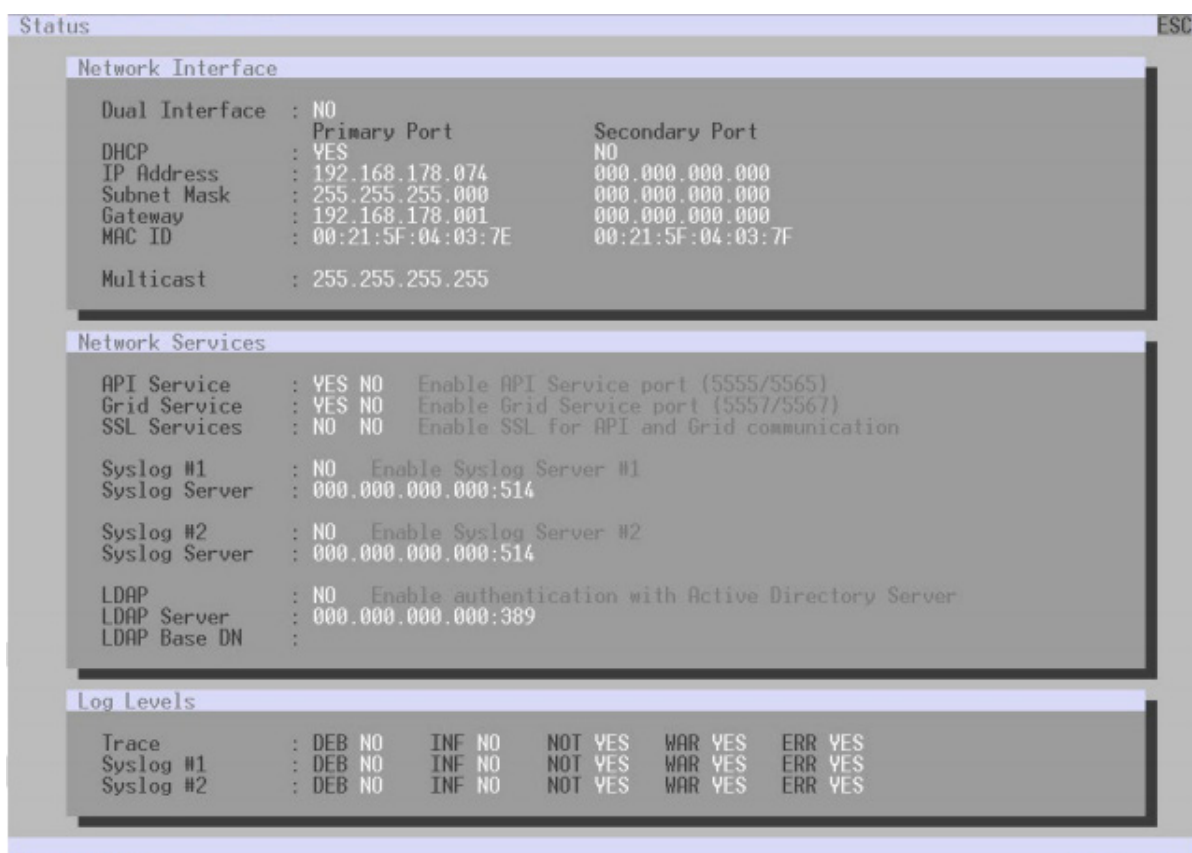 Status ESC
Network Interface
Dual Interface : NO
Primary Port Secondary Port
DHCP : YES NO
IP Address : 192.168.178.074 000.000.000.000
Subnet Mask : 255.255.255.000 000.000.000.000
Gateway : 192.168.178.001 000.000.000.000
MAC ID : 00:21:5F:04:03:7E 00:21:5F:04:03:7F
Multicast : 255.255.255.255
Network Services
API Service : YES NO Enable API Service port (5555/5565)
Grid Service : YES NO Enable Grid Service port (5557/5567)
SSL Services : NO NO Enable SSL for API and Grid communication
Syslog #1 : NO Enable Syslog Server #1
Syslog Server : 000.000.000.000:514
Syslog #2 : NO Enable Syslog Server #2
Syslog Server : 000.000.000.000:514
LDAP : NO Enable authentication with Active Directory Server
LDAP Server : 000.000.000.000:389
LDAP Base DN :
Log Levels
Trace : DEB NO INF NO NOT YES WAR YES ERR YES
Syslog #1 : DEB NO INF NO NOT YES WAR YES ERR YES
Syslog #2 : DEB NO INF NO NOT YES WAR YES ERR YES